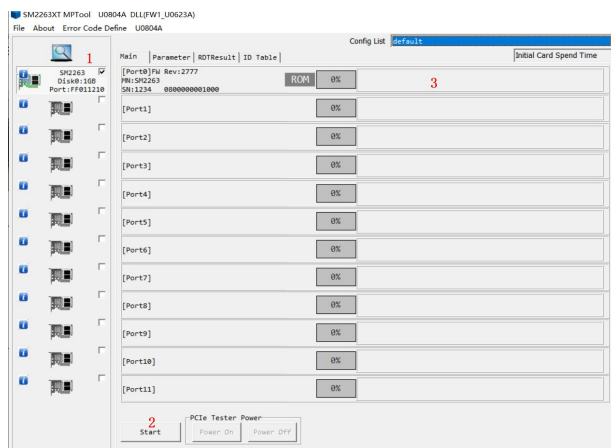 SM2263XT MPTool U0804A DLL(FW1_U0623A)
File About Error Code Define U0804A
Config List default
1
Main Parameter RDTResult ID Table
Initial Card Spend Time
SM2263
Disk0:1GB
Port:FF011210
[Port0]FW Rev:2777
MN:SM2263
SN:1234 0800000001000
ROM
0%
3
[Port1]
0%
[Port2]
0%
[Port3]
0%
[Port4]
0%
[Port5]
0%
[Port6]
0%
[Port7]
0%
[Port8]
0%
[Port9]
0%
[Port10]
0%
[Port11]
0%
2
Start
PCIe Tester Power
Power On Power Off